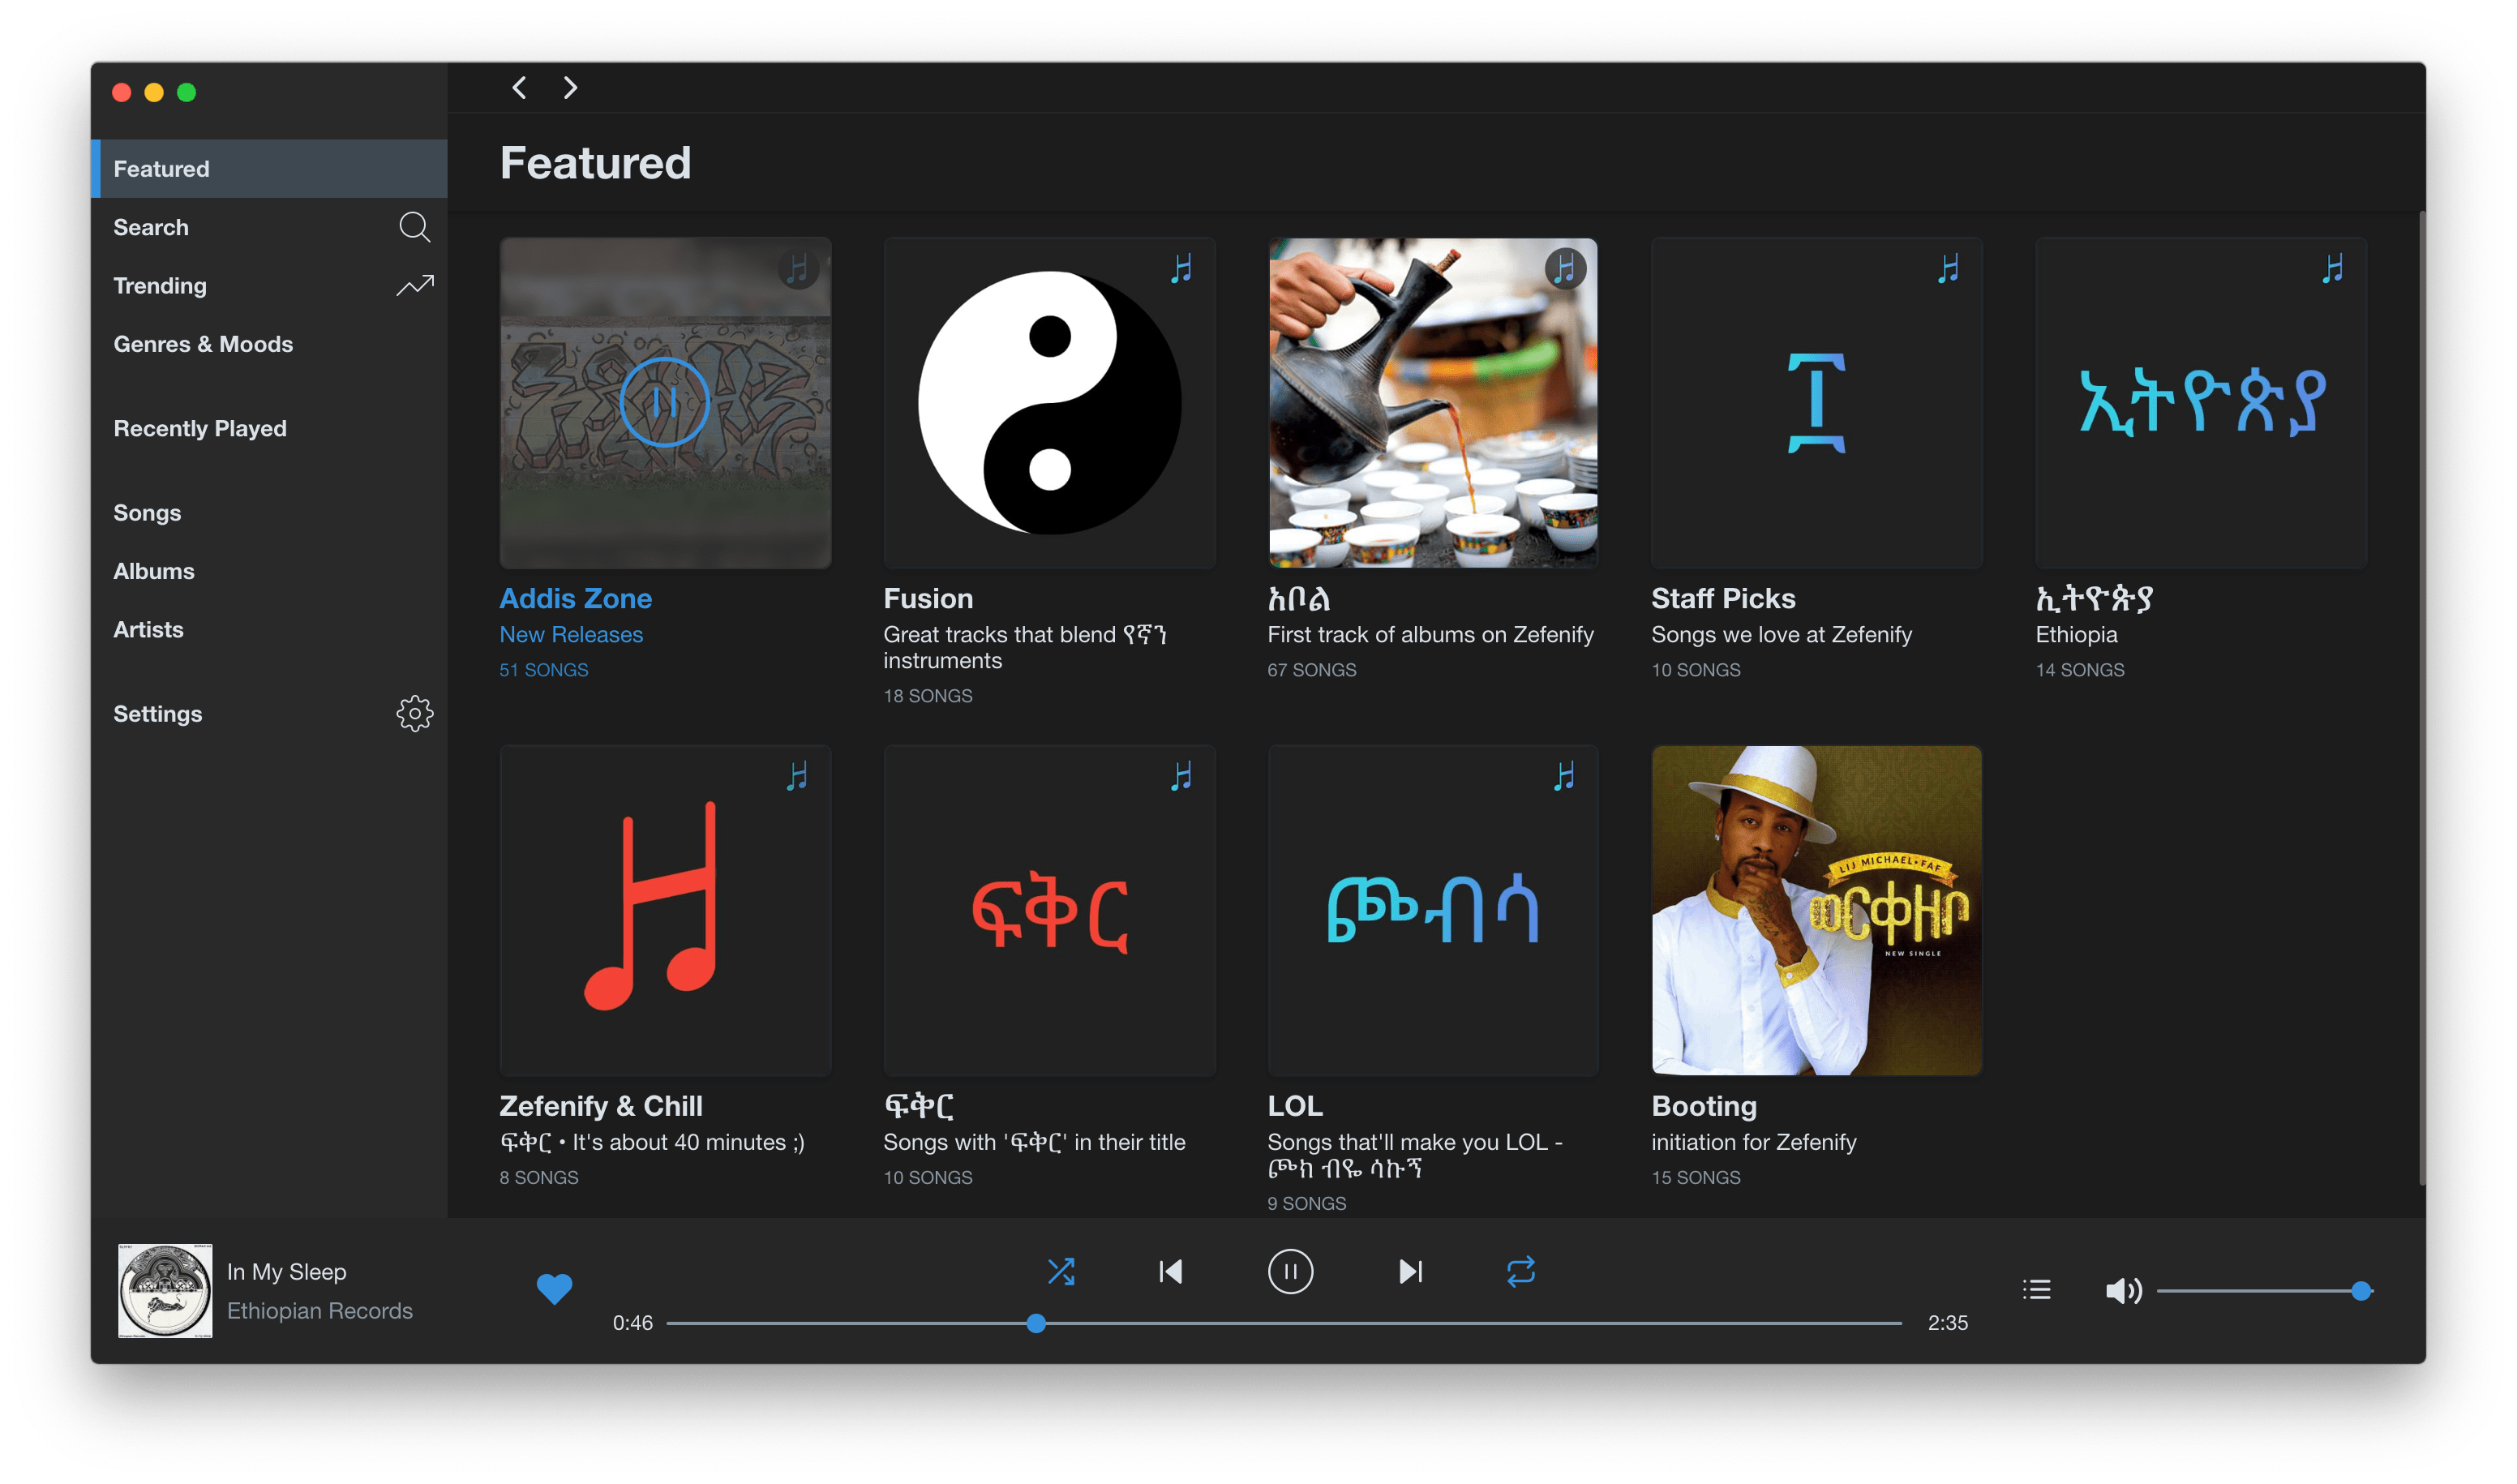 Featured
Search
Trending
Genres & Moods
Recently Played
Songs
Albums
Artists
Settings
Featured
Addis Zone
New Releases
51 SONGS
Fusion
Great tracks that blend የኛን
instruments
18 SONGS
አቦል
First track of albums on Zefenify
67 SONGS
Staff Picks
Songs we love at Zefenify
10 SONGS
ኢትዮጵያ
ኢትዮጵያ
Ethiopia
14 SONGS
Zefenify & Chill
ፍቅር • It's about 40 minutes ;)
8 SONGS
ፍቅር
ፍቅር
Songs with 'ፍቅር' in their title
10 SONGS
ጮብሳ
LOL
Songs that'll make you LOL -
ጮክ ብዬ ሳኩኝ
9 SONGS
LIJ MICHAEL•FAF
ወርቀዘቦ
NEW SINGLE
Booting
initiation for Zefenify
15 SONGS
In My Sleep
Ethiopian Records
0:46
2:35